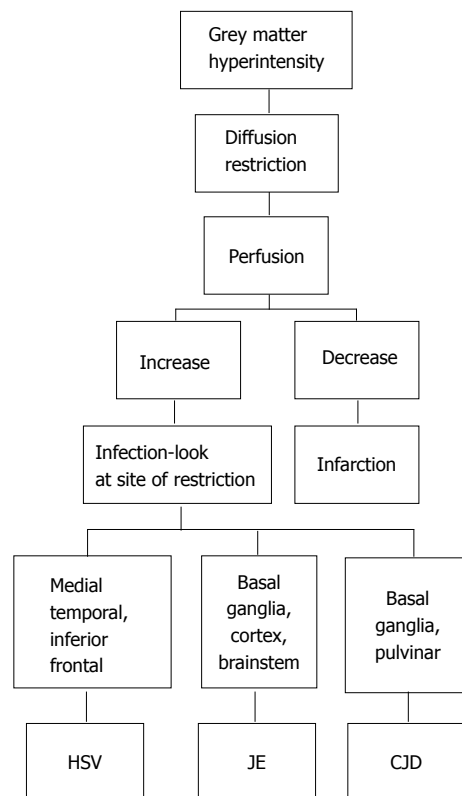 Grey matter
hyperintensity
Diffusion
restriction
Perfusion
Increase
Decrease
Infection-look
at site of restriction
Infarction
Medial
temporal,
inferior
frontal
Basal
ganglia,
cortex,
brainstem
Basal
ganglia,
pulvinar
HSV
JE
CJD